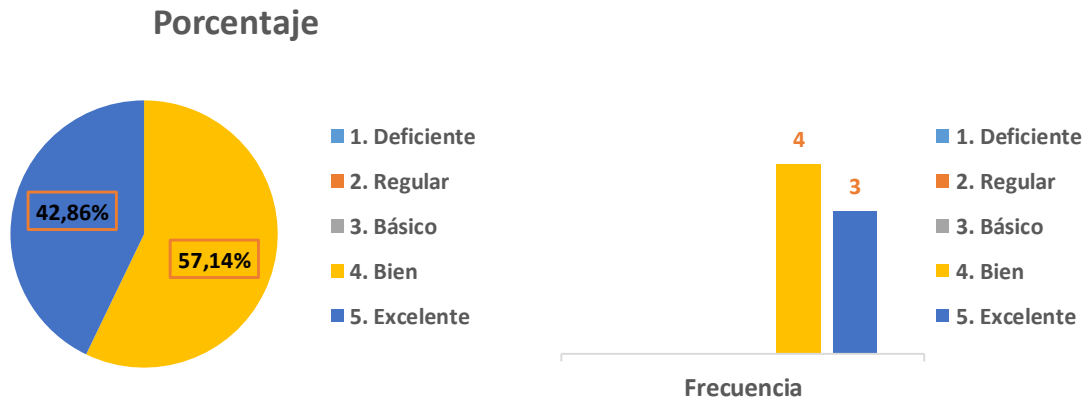 Porcentaje
42,86%
57,14%
1. Deficiente
2. Regular
3. Básico
4. Bien
5. Excelente
4
3
Frecuencia
1. Deficiente
2. Regular
3. Básico
4. Bien
5. Excelente